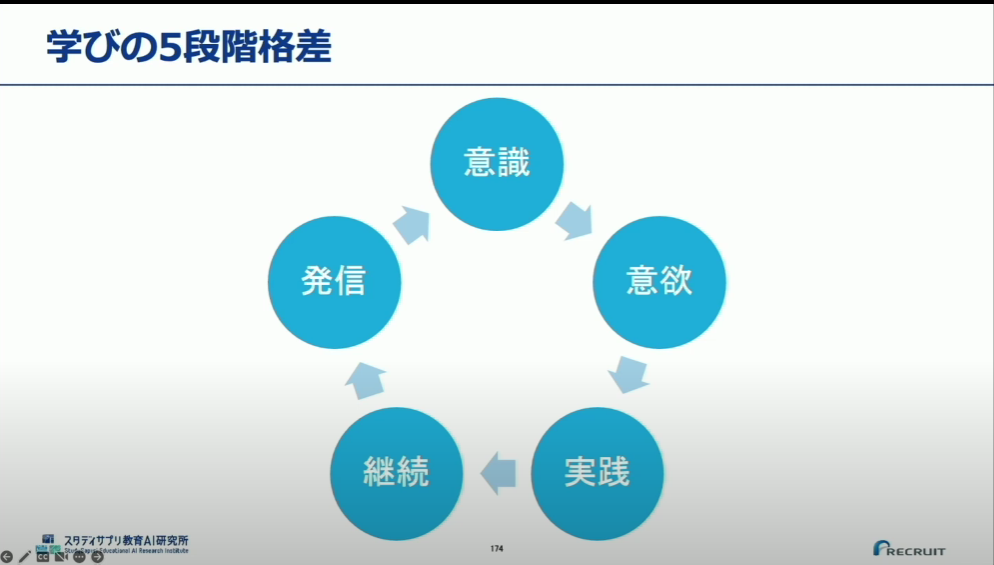 学びの5段階格差
意識
発信
意欲
継続
実践
スタディサプリ教育AI研究所
StudySapuri Educational AI Research Institute
174
RECRUIT
CC